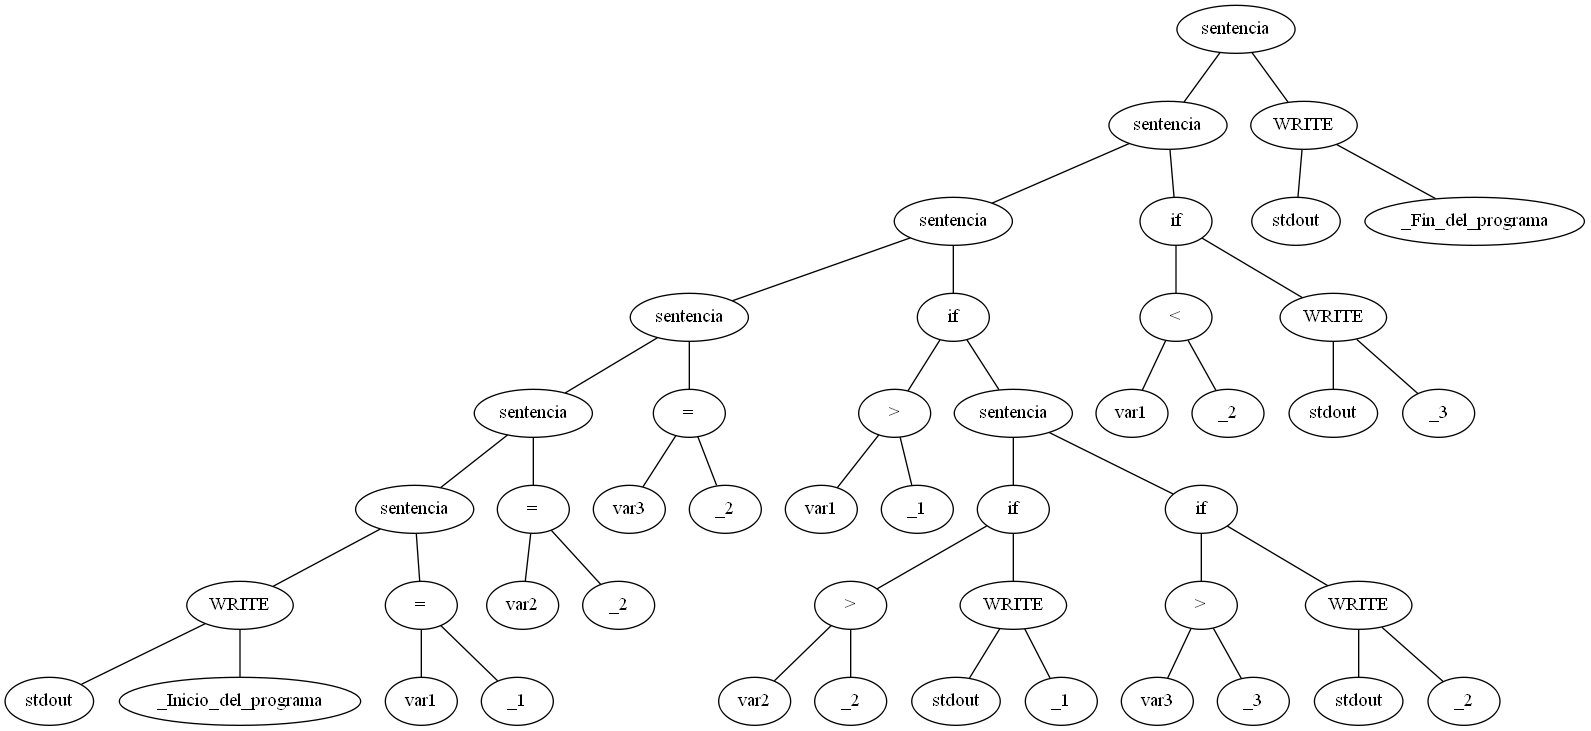 sentencia
sentencia WRITE
sentencia if stdout _Fin_del_programa
sentencia if < WRITE
sentencia = > sentencia var1 _2 stdout _3
sentencia = var3 _2 var1 _1 if if
WRITE = var2 _2 > WRITE > WRITE
stdout _Inicio_del_programa var1 _1 var2 _2 stdout _1 var3 _3 stdout _2